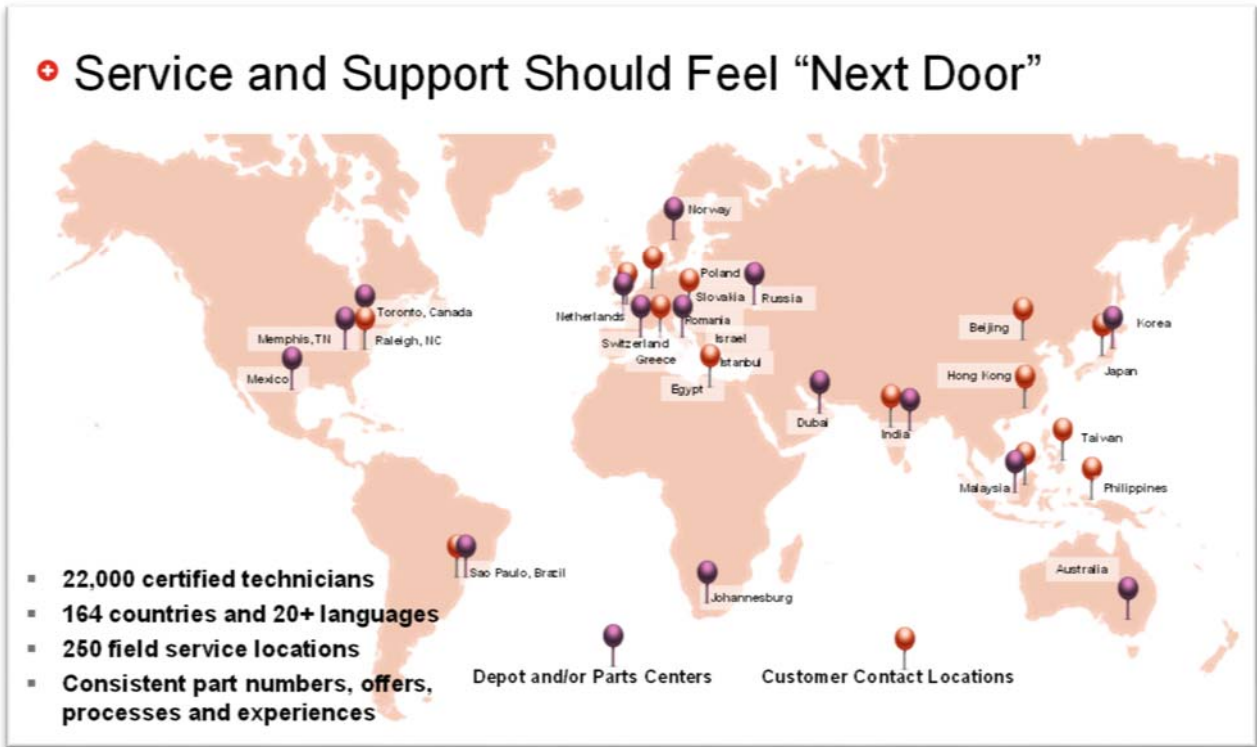 Service and Support Should Feel “Next Door”
Norway
Poland
Slovakia
Russia
Netherlands
Romania
Switzerland
Israel
Greece
Istanbul
Egypt
Toronto, Canada
Memphis, TN
Raleigh, NC
Mexico
Beijing
Korea
Japan
Hong Kong
Dubai
India
Taiwan
Malaysia
Philippines
Sao Paulo, Brazil
Johannesburg
Australia
▪ 22,000 certified technicians
▪ 164 countries and 20+ languages
▪ 250 field service locations
▪ Consistent part numbers, offers,
processes and experiences
Depot and/or Parts Centers
Customer Contact Locations